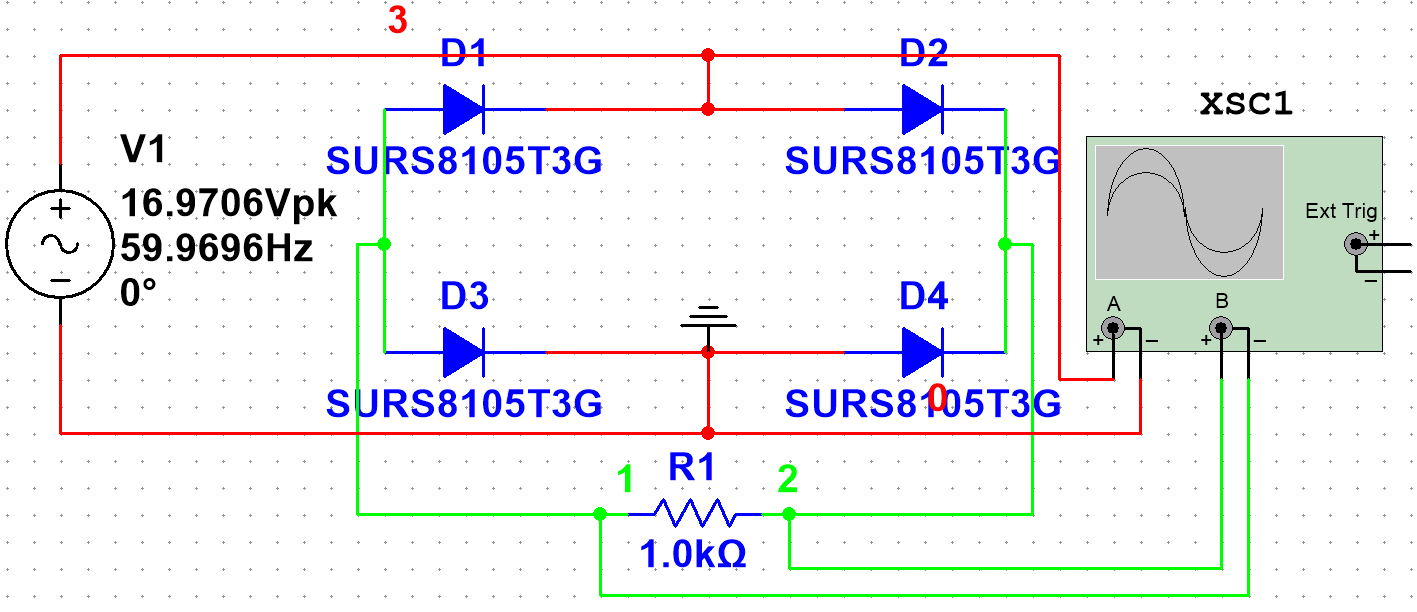 3
D1
D2
XSC1
V1
SURS8105T3G
SURS8105T3G
16.9706Vpk
59.9696Hz
0°
Ext Trig
+
−
+
−
D3
D4
A
B
+
−
+
−
SURS8105T3G
SURS8105T3G
0
R1
1
2
1.0kΩ